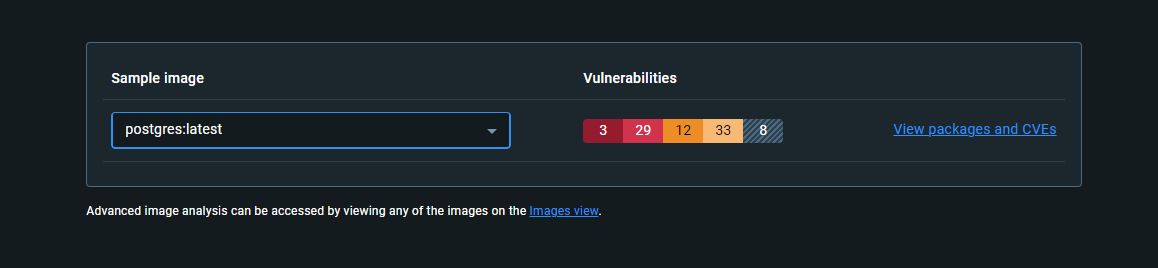 Sample image Vulnerabilities
postgres:latest 3 29 12 33 8 View packages and CVEs
Advanced image analysis can be accessed by viewing any of the images on the Images view.